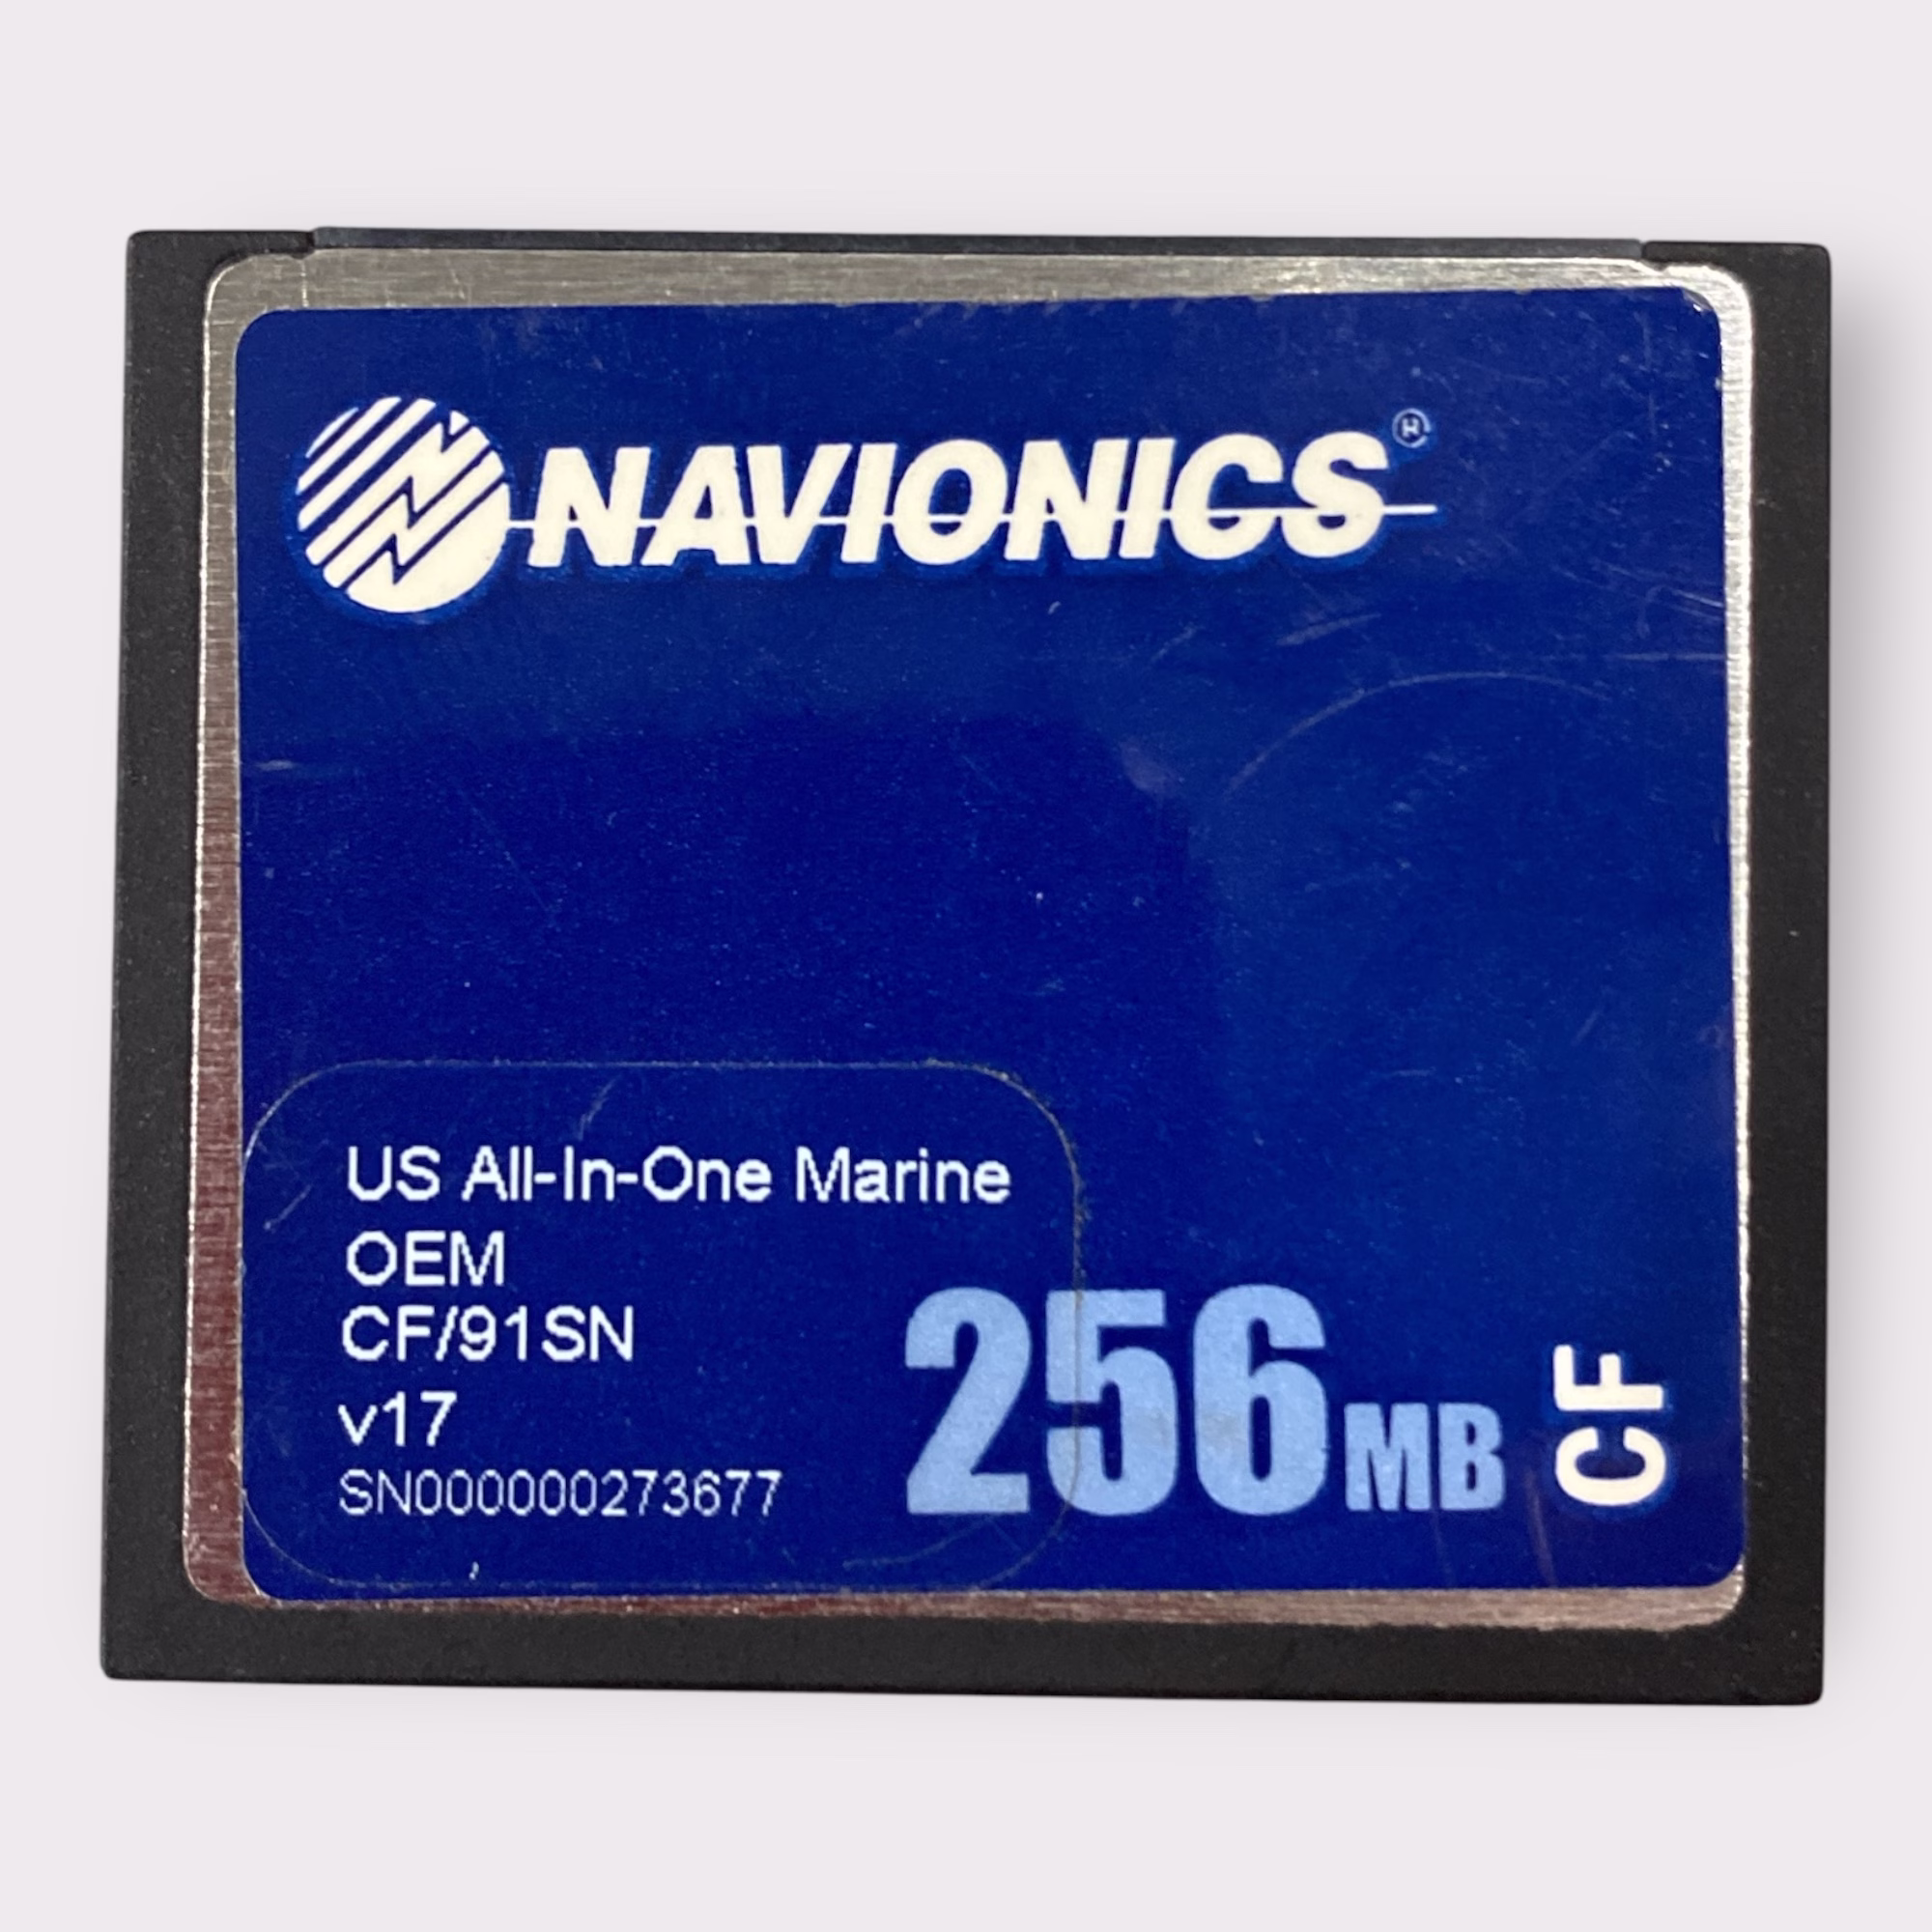 NAVIONICS®
US All-In-One Marine
OEM
CF/91SN
v17
SN000000273677
256MB
CF